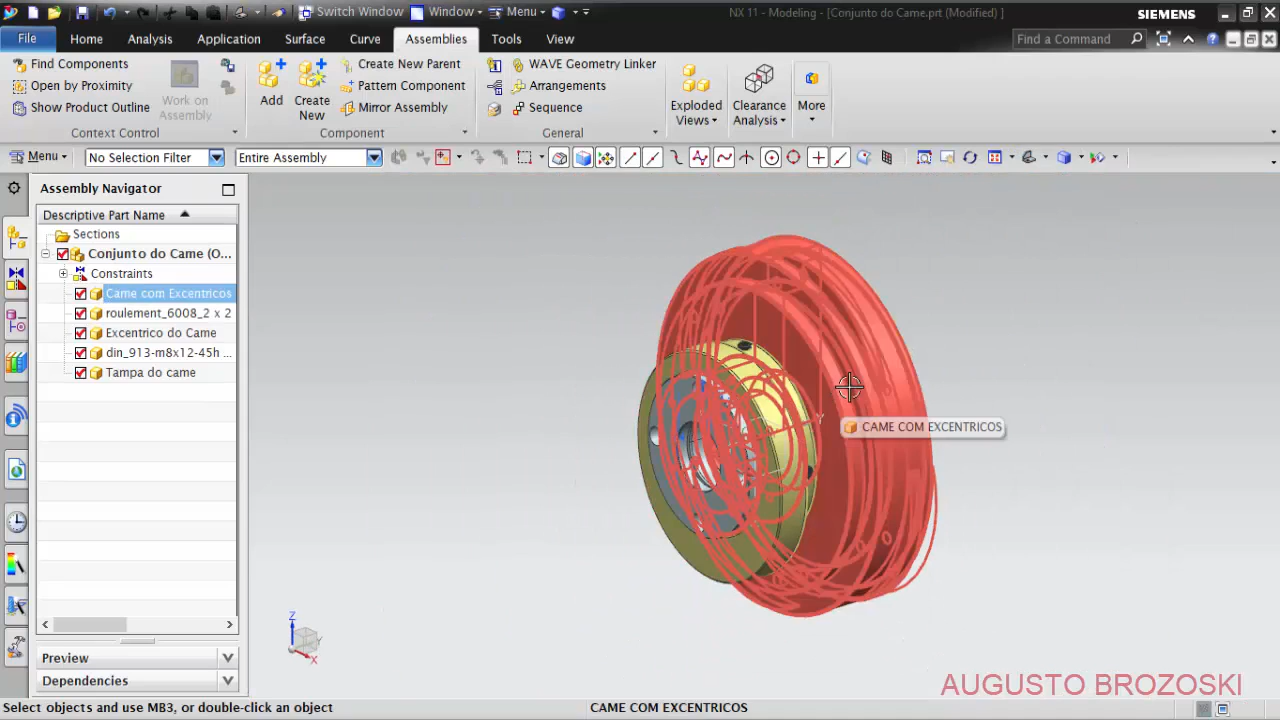 Switch Window Window Menu NX 11 - Modeling - [Conjunto do Came.prt (Modified) ] SIEMENS
File Home Analysis Application Surface Curve Assemblies Tools View Find a Command
Find Components
Open by Proximity
Show Product Outline
Work on
Assembly
Context Control
Add
Create
New
Create New Parent
Pattern Component
Mirror Assembly
Component
WAVE Geometry Linker
Arrangements
Sequence
General
Exploded
Views
Clearance
Analysis
More
Menu No Selection Filter Entire Assembly
Assembly Navigator
Descriptive Part Name
Sections
Conjunto do Came (O...
Constraints
Came com Excentricos
roulement_6008_2 x 2
Excentrico do Came
din_913-m8x12-45h ...
Tampa do came
Preview
Dependencies
CAME COM EXCENTRICOS
Y
Z
Y
X
AUGUSTO BROZOSKI
Select objects and use MB3, or double-click an object CAME COM EXCENTRICOS